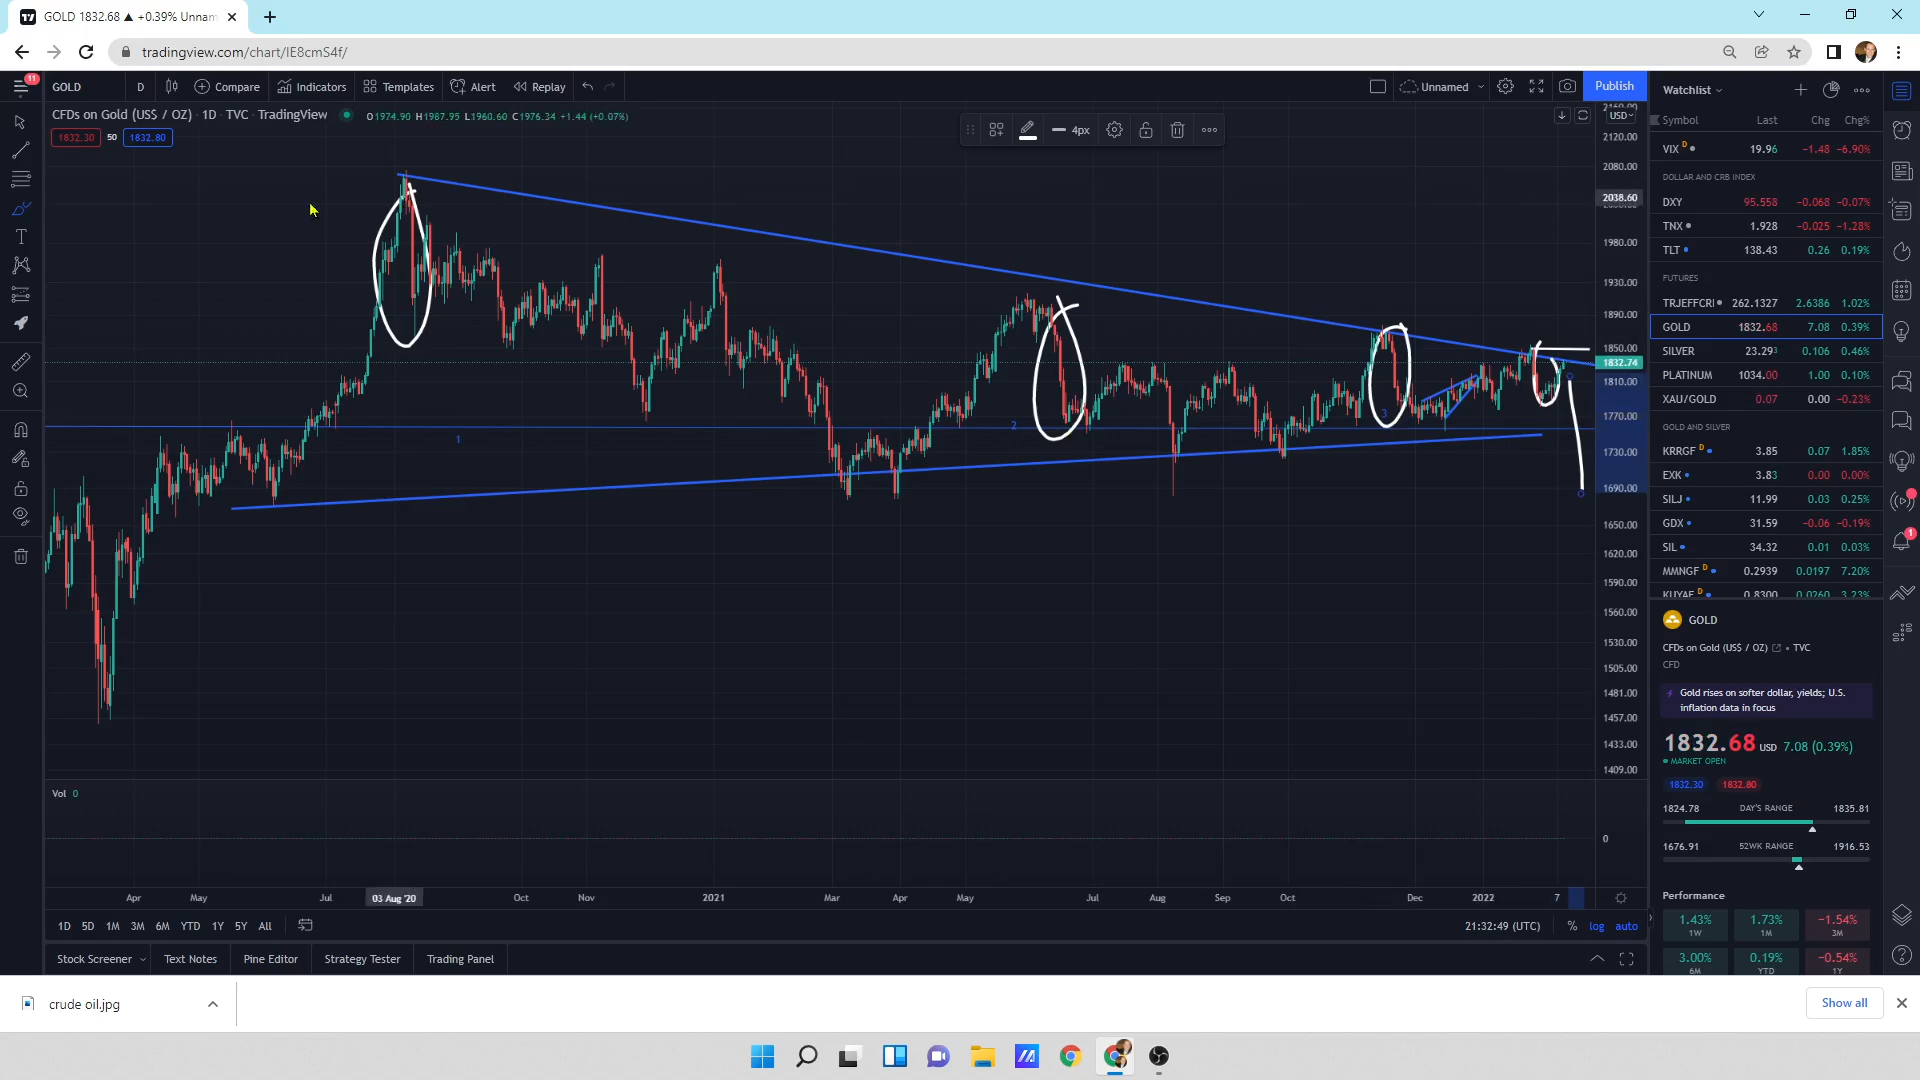 GOLD 1832.68 ▲ +0.39% Unnam
tradingview.com/chart/IE8cmS4f/
11
GOLD D Compare Indicators Templates Alert Replay Unnamed Publish
CFDs on Gold (US$ / OZ) • 1D • TVC • TradingView O1974.90 H1987.95 L1960.60 C1976.34 +1.44 (+0.07%)
1832.30 50 1832.80
4px
USD
2160.00
2120.00
2080.00
2038.60
1980.00
1930.00
1890.00
1850.00
1832.74
1810.00
1770.00
1730.00
1690.00
1650.00
1620.00
1590.00
1560.00
1530.00
1505.00
1481.00
1457.00
1433.00
1409.00
1
2
3
Vol 0
0
Apr May Jul 03 Aug '20 Oct Nov 2021 Mar Apr May Jul Aug Sep Oct Dec 2022 7
1D 5D 1M 3M 6M YTD 1Y 5Y All 21:32:49 (UTC) % log auto
Stock Screener Text Notes Pine Editor Strategy Tester Trading Panel
Watchlist
Symbol Last Chg Chg%
VIX D 19.96 −1.48 −6.90%
DOLLAR AND CRB INDEX
DXY 95.558 −0.068 −0.07%
TNX 1.928 −0.025 −1.28%
TLT 138.43 0.26 0.19%
FUTURES
TRJEFFCRI 262.1327 2.6386 1.02%
GOLD 1832.68 7.08 0.39%
SILVER 23.293 0.106 0.46%
PLATINUM 1034.00 1.00 0.10%
XAU/GOLD 0.07 0.00 −0.23%
GOLD AND SILVER
KRRGF D 3.85 0.07 1.85%
EXK 3.83 0.00 0.00%
SILJ 11.99 0.03 0.25%
GDX 31.59 −0.06 −0.19%
SIL 34.32 0.01 0.03%
MMNGF D 0.2939 0.0197 7.20%
KUYAF D 0.8300 0.0260 3.23%
GOLD
CFDs on Gold (US$ / OZ) • TVC
CFD
Gold rises on softer dollar, yields; U.S.
inflation data in focus
1832.68 USD 7.08 (0.39%)
MARKET OPEN
1832.30 1832.80
1824.78 DAY'S RANGE 1835.81
1676.91 52WK RANGE 1916.53
Performance
1.43% 1.73% −1.54%
1W 1M 3M
3.00% 0.19% −0.54%
6M YTD 1Y
1
crude oil.jpg
Show all